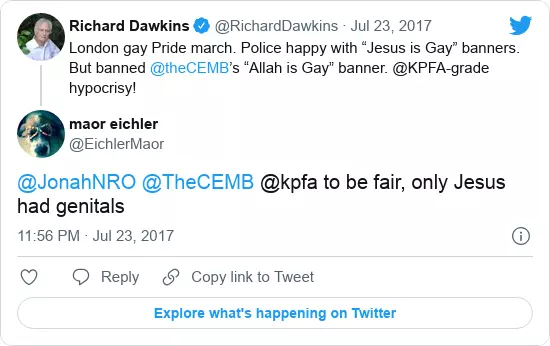 Richard Dawkins @RichardDawkins · Jul 23, 2017
London gay Pride march. Police happy with “Jesus is Gay” banners.
But banned @theCEMB’s “Allah is Gay” banner. @KPFA-grade
hypocrisy!
maor eichler
@EichlerMaor
@JonahNRO @TheCEMB @kpfa to be fair, only Jesus
had genitals
11:56 PM · Jul 23, 2017
Reply Copy link to Tweet
Explore what's happening on Twitter